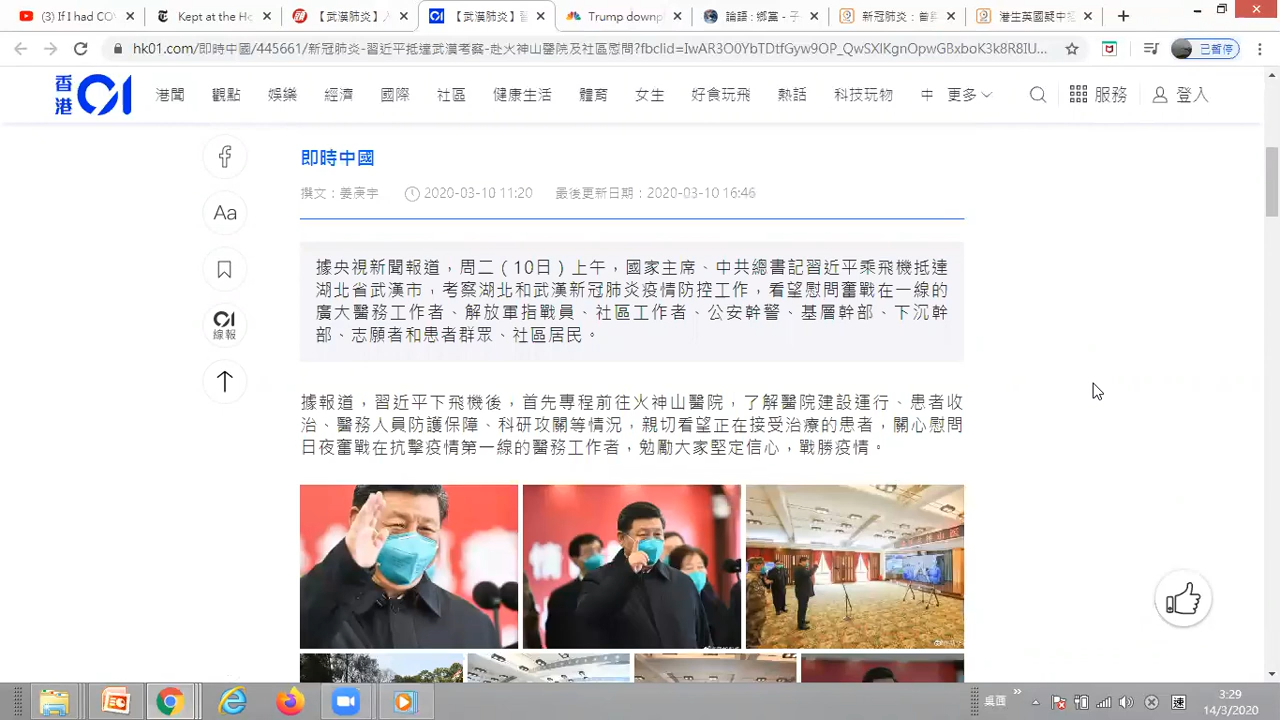 (3) If I had CO
Kept at the Ho
【武漢肺炎】
【武漢肺炎】
Trump downp
論語 : 鄉黨 - 子
新冠肺炎：首
港生英國疑中
hk01.com/即時中國/445661/新冠肺炎-習近平抵達武漢考察-赴火神山醫院及社區慰問?fbclid=IwAR3O0YbTDtfGyw9OP_QwSXlKgnOpwGBxboK3k8R8IU...
已暫停
香港01
港聞 觀點 娛樂 經濟 國際 社區 健康生活 體育 女生 好食玩飛 熱話 科技玩物 中 更多 服務 登入
即時中國
撰文： 2020-03-10 11:20 最後更新日期：2020-03-10 16:46
Aa
01
線報
據央視新聞報道，周二（10日）上午，國家主席、中共總書記習近平乘飛機抵達
湖北省武漢市，考察湖北和武漢新冠肺炎疫情防控工作，看望慰問奮戰在一線的
廣大醫務工作者、解放軍指戰員、社區工作者、公安幹警、基層幹部、下沉幹
部、志願者和患者群眾、社區居民。
據報道，習近平下飛機後，首先專程前往火神山醫院，了解醫院建設運行、患者收
治、醫務人員防護保障、科研攻關等情況，親切看望正在接受治療的患者，關心慰問
日夜奮戰在抗擊疫情第一線的醫務工作者，勉勵大家堅定信心，戰勝疫情。
桌面
速
3:29
14/3/2020